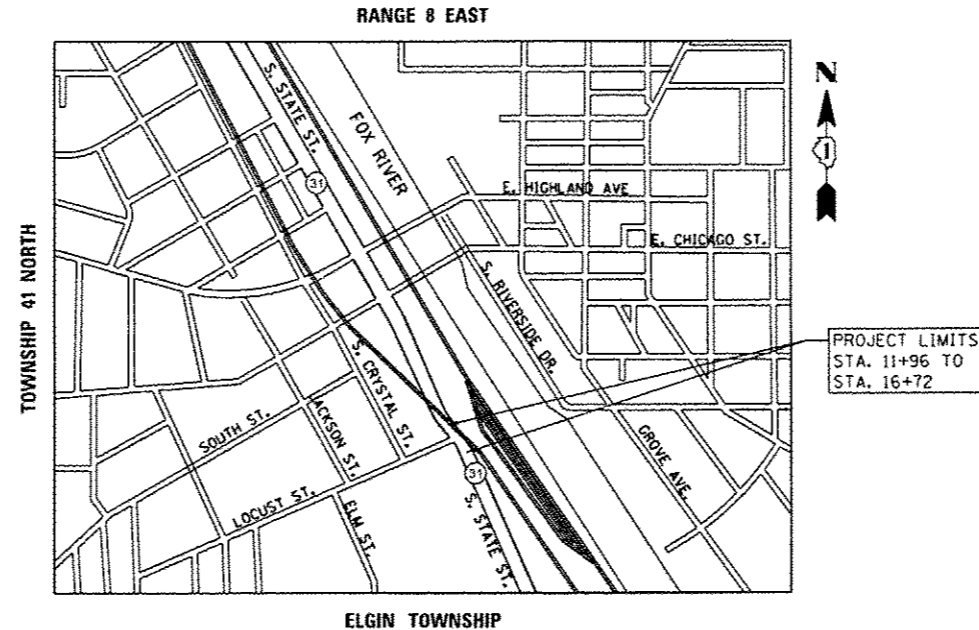 RANGE 8 EAST
N
1
S. STATE ST.
FOX RIVER
31
E. HIGHLAND AVE
E. CHICAGO ST.
S. RIVERSIDE DR.
TOWNSHIP 41 NORTH
PROJECT LIMITS
STA. 11+96 TO
STA. 16+72
S. CRYSTAL ST.
JACKSON ST.
SOUTH ST.
GROVE AVE.
LOCUST ST.
31
ELM ST.
S. STATE ST.
ELGIN TOWNSHIP